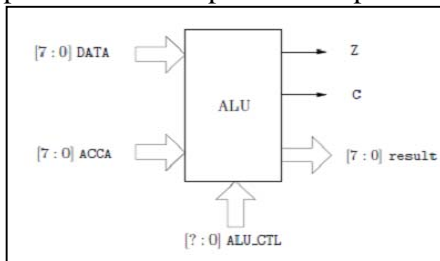 [7 : 0] DATA
Z
C
ALU
[7 : 0] ACCA
[7 : 0] result
[? : 0] ALU_CTL